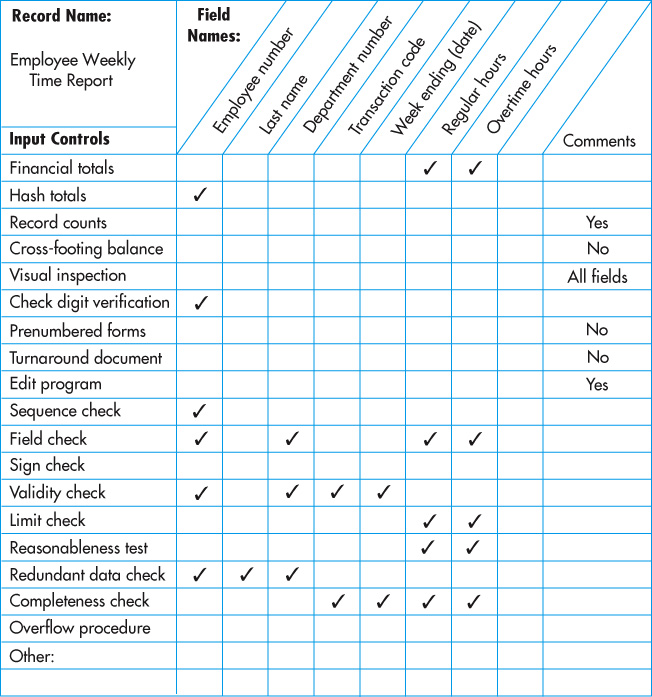 Record Name:
Employee Weekly
Time Report
Field
Names:
Employee number
Last name
Department number
Transaction code
Week ending (date)
Regular hours
Overtime hours
Input Controls
Comments
Financial totals ✓ ✓
Hash totals ✓
Record counts Yes
Cross-footing balance No
Visual inspection All fields
Check digit verification ✓
Prenumbered forms No
Turnaround document No
Edit program Yes
Sequence check ✓
Field check ✓ ✓ ✓ ✓
Sign check
Validity check ✓ ✓ ✓ ✓
Limit check ✓ ✓
Reasonableness test ✓ ✓
Redundant data check ✓ ✓ ✓
Completeness check ✓ ✓ ✓ ✓
Overflow procedure
Other: